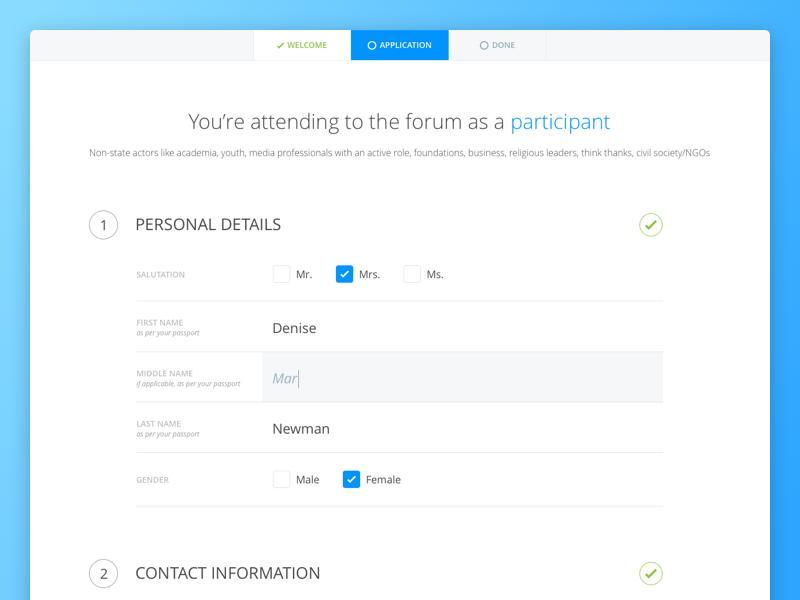 WELCOME APPLICATION DONE
You're attending to the forum as a participant
Non-state actors like academia, youth, media professionals with an active role, foundations, business, religious leaders, think thanks, civil society/NGOs
1 PERSONAL DETAILS
SALUTATION Mr. Mrs. Ms.
FIRST NAME
as per your passport
Denise
MIDDLE NAME
if applicable, as per your passport
Mar
LAST NAME
as per your passport
Newman
GENDER Male Female
2 CONTACT INFORMATION